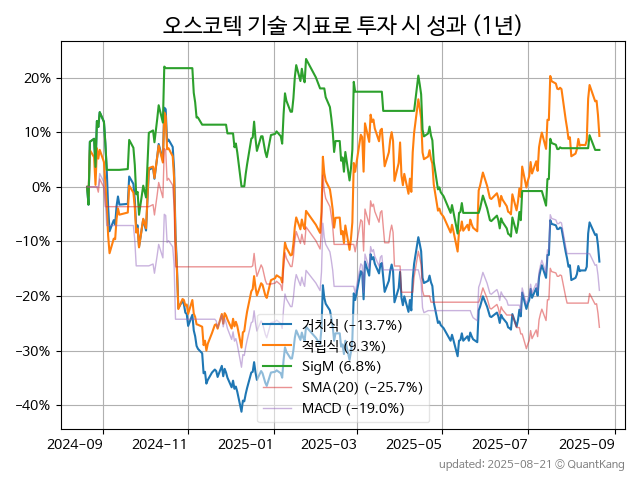 오스코텍 기술 지표로 투자 시 성과 (1년)
20%
10%
0%
−10%
−20%
−30%
−40%
거치식 (−13.7%)
적립식 (9.3%)
SigM (6.8%)
SMA(20) (−25.7%)
MACD (−19.0%)
2024-09
2024-11
2025-01
2025-03
2025-05
2025-07
2025-09
updated: 2025-08-21 © QuantKang